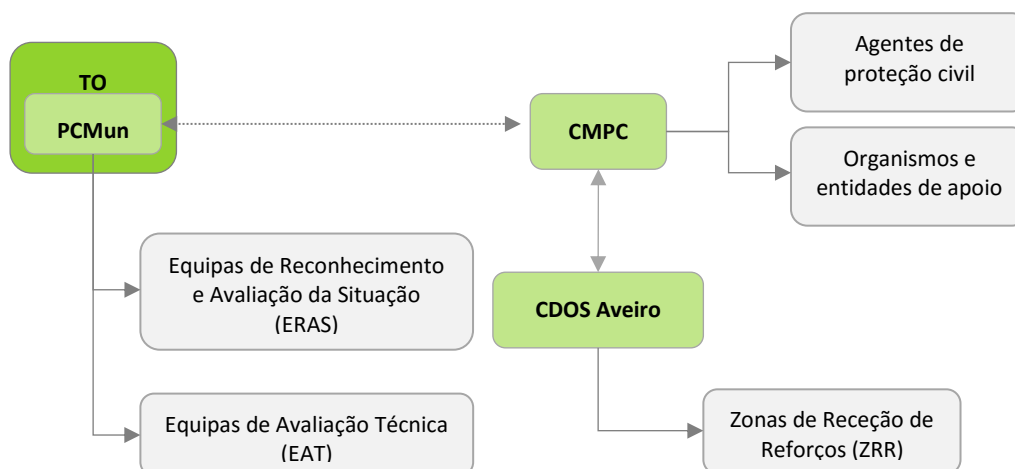 TO
PCMun
CMPC
Agentes de
proteção civil
Organismos e
entidades de apoio
Equipas de Reconhecimento
e Avaliação da Situação
(ERAS)
CDOS Aveiro
Equipas de Avaliação Técnica
(EAT)
Zonas de Receção de
Reforços (ZRR)